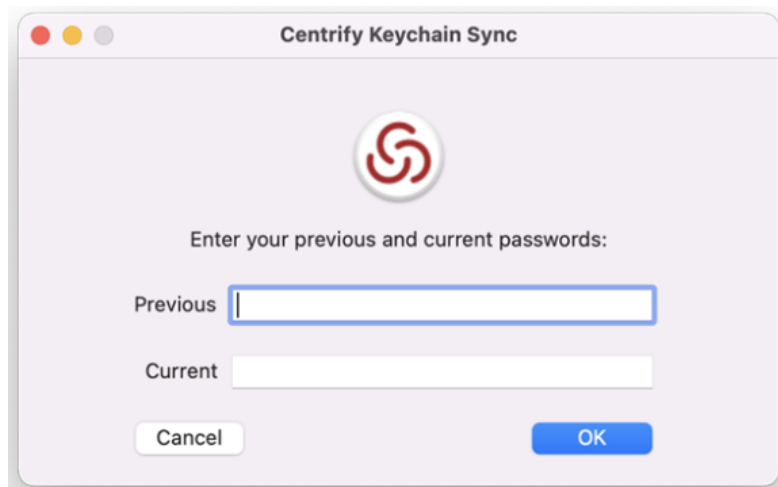 Centrify Keychain Sync
Enter your previous and current passwords:
Previous
Current
Cancel OK